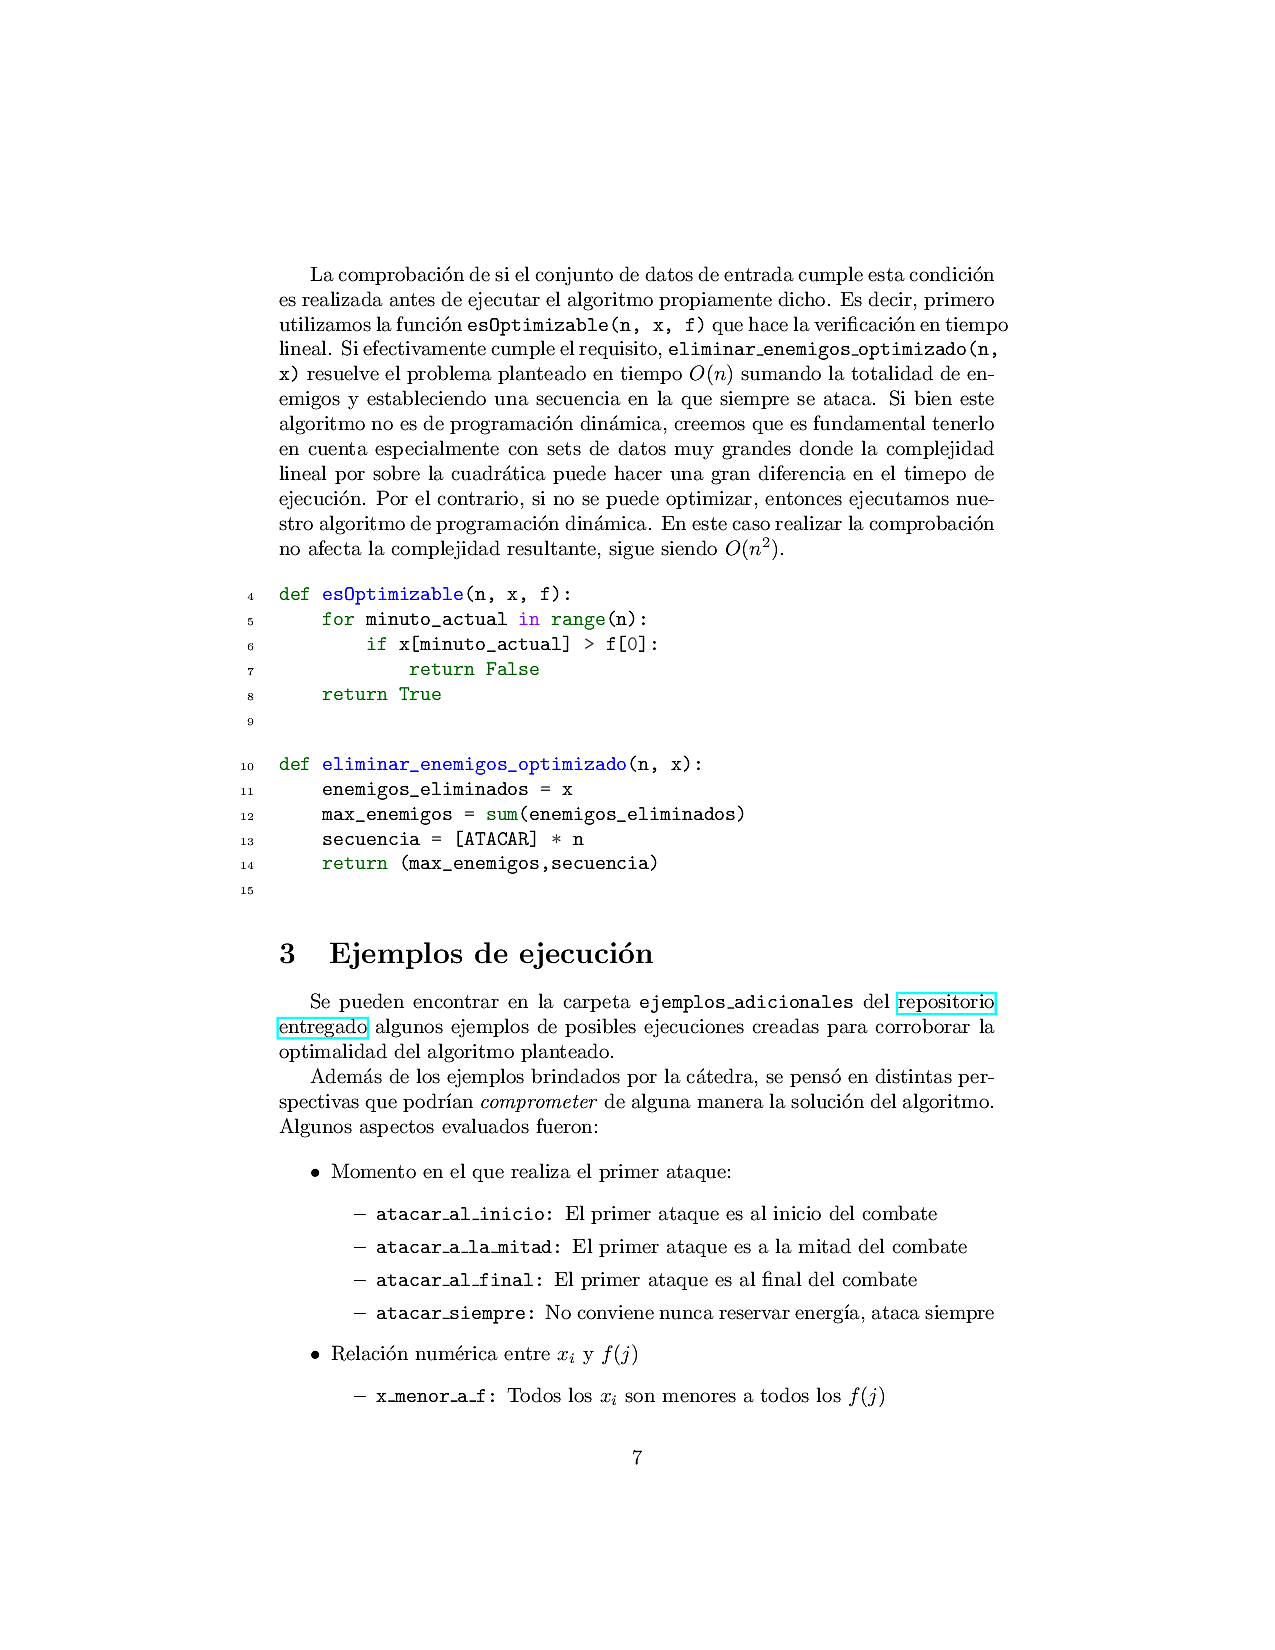 La comprobación de si el conjunto de datos de entrada cumple esta condición
es realizada antes de ejecutar el algoritmo propiamente dicho. Es decir, primero
utilizamos la función esOptimizable(n, x, f) que hace la verificación en tiempo
lineal. Si efectivamente cumple el requisito, eliminar_enemigos_optimizado(n,
x) resuelve el problema planteado en tiempo O(n) sumando la totalidad de en-
emigos y estableciendo una secuencia en la que siempre se ataca. Si bien este
algoritmo no es de programación dinámica, creemos que es fundamental tenerlo
en cuenta especialmente con sets de datos muy grandes donde la complejidad
lineal por sobre la cuadrática puede hacer una gran diferencia en el timepo de
ejecución. Por el contrario, si no se puede optimizar, entonces ejecutamos nue-
stro algoritmo de programación dinámica. En este caso realizar la comprobación
no afecta la complejidad resultante, sigue siendo O(n²).
4 def esOptimizable(n, x, f):
5     for minuto_actual in range(n):
6         if x[minuto_actual] > f[0]:
7             return False
8     return True
9
10 def eliminar_enemigos_optimizado(n, x):
11     enemigos_eliminados = x
12     max_enemigos = sum(enemigos_eliminados)
13     secuencia = [ATACAR] * n
14     return (max_enemigos,secuencia)
15
3 Ejemplos de ejecución
Se pueden encontrar en la carpeta ejemplos_adicionales del repositorio
entregado algunos ejemplos de posibles ejecuciones creadas para corroborar la
optimalidad del algoritmo planteado.
Además de los ejemplos brindados por la cátedra, se pensó en distintas per-
spectivas que podrían comprometer de alguna manera la solución del algoritmo.
Algunos aspectos evaluados fueron:
• Momento en el que realiza el primer ataque:
– atacar_al_inicio: El primer ataque es al inicio del combate
– atacar_a_la_mitad: El primer ataque es a la mitad del combate
– atacar_al_final: El primer ataque es al final del combate
– atacar_siempre: No conviene nunca reservar energía, ataca siempre
• Relación numérica entre xᵢ y f(j)
– x_menor_a_f: Todos los xᵢ son menores a todos los f(j)
7